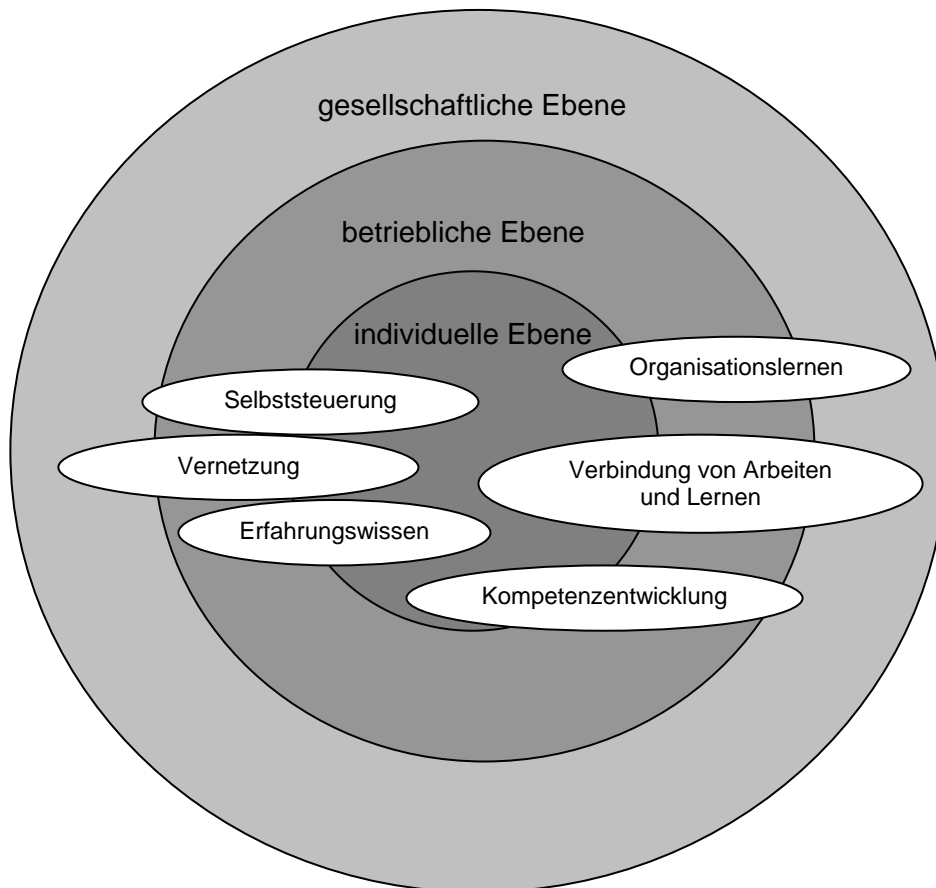 gesellschaftliche Ebene
betriebliche Ebene
individuelle Ebene
Organisationslernen
Selbststeuerung
Vernetzung
Verbindung von Arbeiten
und Lernen
Erfahrungswissen
Kompetenzentwicklung